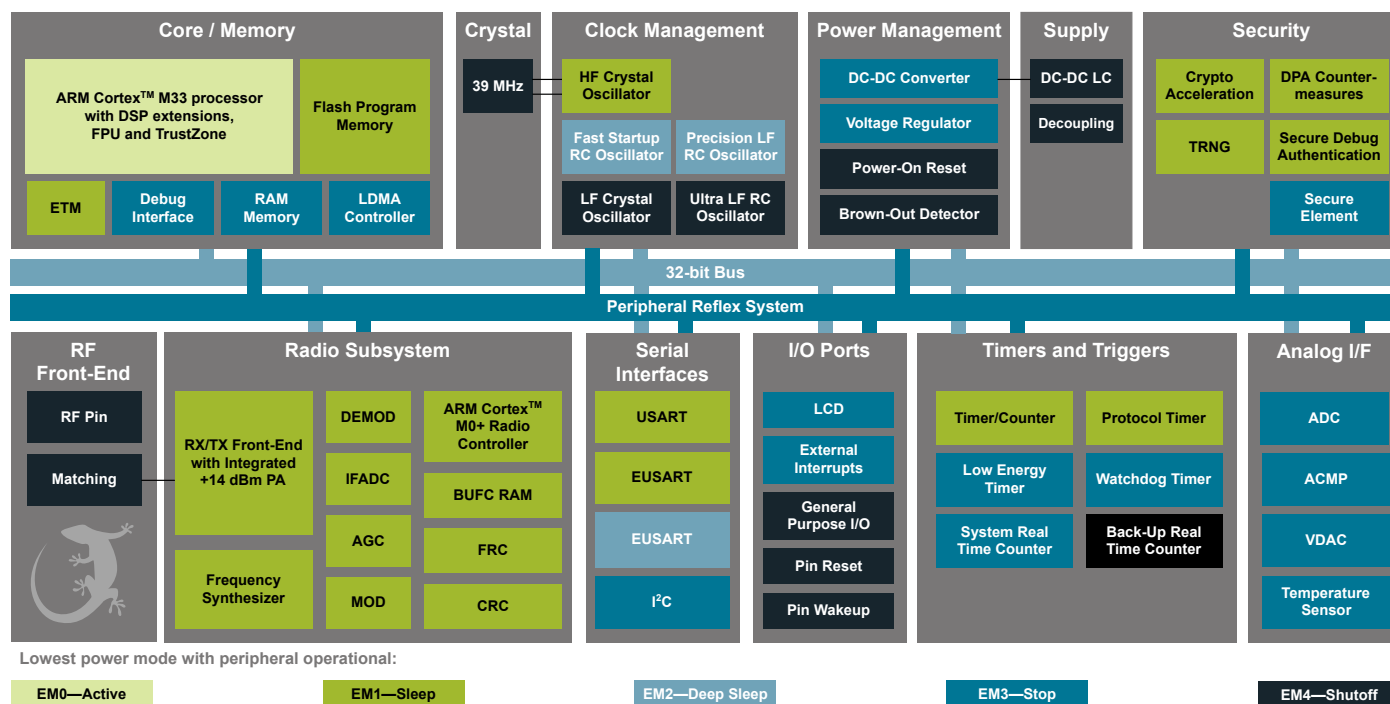 Core / Memory
ARM Cortex™ M33 processor
with DSP extensions,
FPU and TrustZone
Flash Program
Memory
ETM
Debug
Interface
RAM
Memory
LDMA
Controller
Crystal
39 MHz
Clock Management
HF Crystal
Oscillator
Fast Startup
RC Oscillator
Precision LF
RC Oscillator
LF Crystal
Oscillator
Ultra LF RC
Oscillator
Power Management
DC-DC Converter
Voltage Regulator
Power-On Reset
Brown-Out Detector
Supply
DC-DC LC
Decoupling
Security
Crypto
Acceleration
DPA Counter-
measures
TRNG
Secure Debug
Authentication
Secure
Element
32-bit Bus
Peripheral Reflex System
RF
Front-End
RF Pin
Matching
Radio Subsystem
RX/TX Front-End
with Integrated
+14 dBm PA
Frequency
Synthesizer
DEMOD
IFADC
AGC
MOD
ARM Cortex™
M0+ Radio
Controller
BUFC RAM
FRC
CRC
Serial
Interfaces
USART
EUSART
EUSART
I²C
I/O Ports
LCD
External
Interrupts
General
Purpose I/O
Pin Reset
Pin Wakeup
Timers and Triggers
Timer/Counter
Protocol Timer
Low Energy
Timer
Watchdog Timer
System Real
Time Counter
Back-Up Real
Time Counter
Analog I/F
ADC
ACMP
VDAC
Temperature
Sensor
Lowest power mode with peripheral operational:
EM0—Active
EM1—Sleep
EM2—Deep Sleep
EM3—Stop
EM4—Shutoff